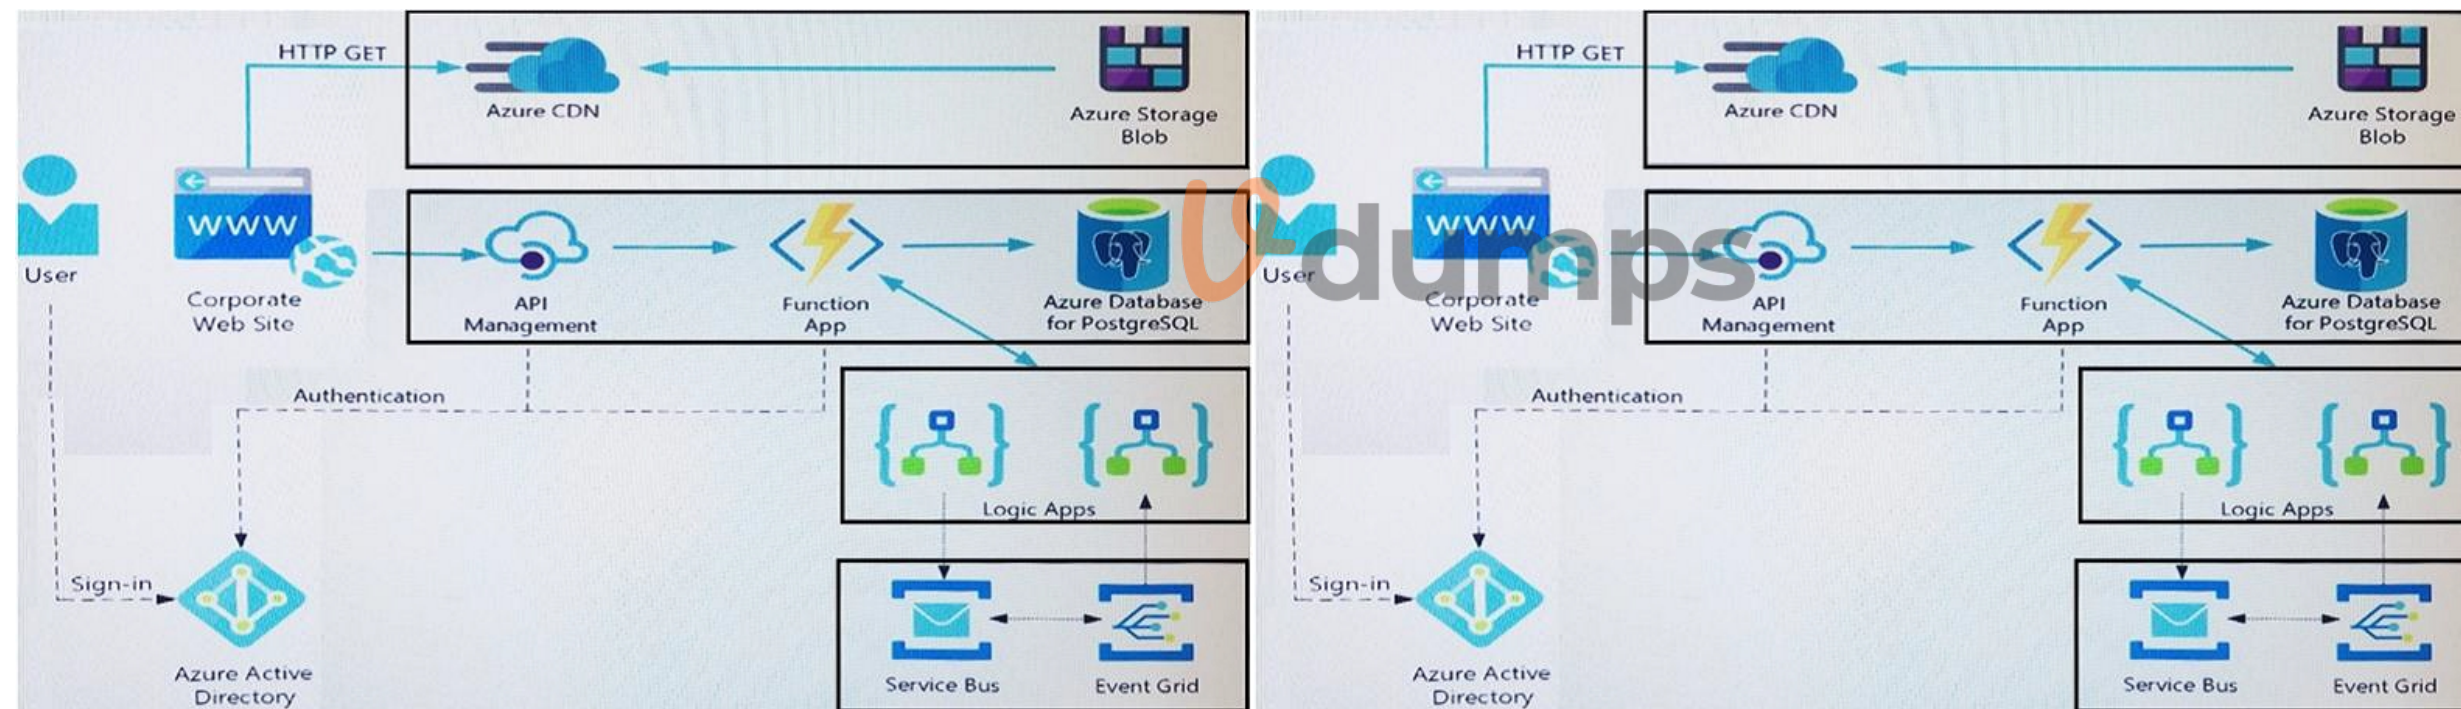 HTTP GET
Azure CDN
Azure Storage
Blob
www
User
Corporate
Web Site
API
Management
Function
App
Azure Database
for PostgreSQL
Authentication
Logic Apps
Sign-in
Azure Active
Directory
Service Bus
Event Grid
vdumps
HTTP GET
Azure CDN
Azure Storage
Blob
www
User
Corporate
Web Site
API
Management
Function
App
Azure Database
for PostgreSQL
Authentication
Logic Apps
Sign-in
Azure Active
Directory
Service Bus
Event Grid